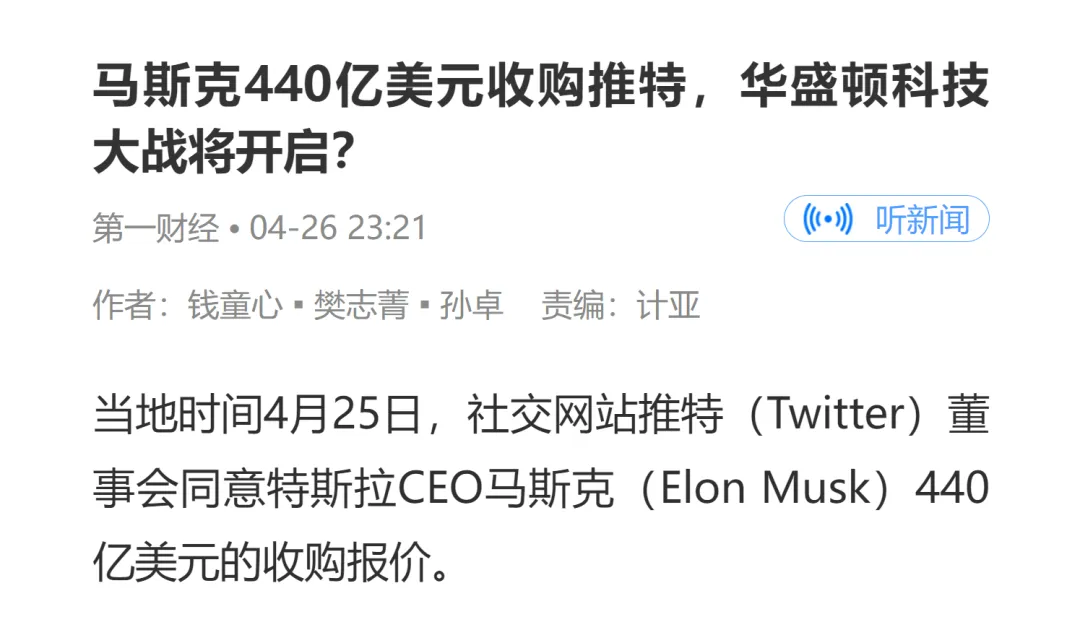 马斯克440亿美元收购推特，华盛顿科技
大战将开启？
第一财经 • 04-26 23:21
听新闻
作者：钱童心 ▪ 樊志菁 ▪ 孙卓 责编：计亚
当地时间4月25日，社交网站推特（Twitter）董
事会同意特斯拉CEO马斯克（Elon Musk）440
亿美元的收购报价。